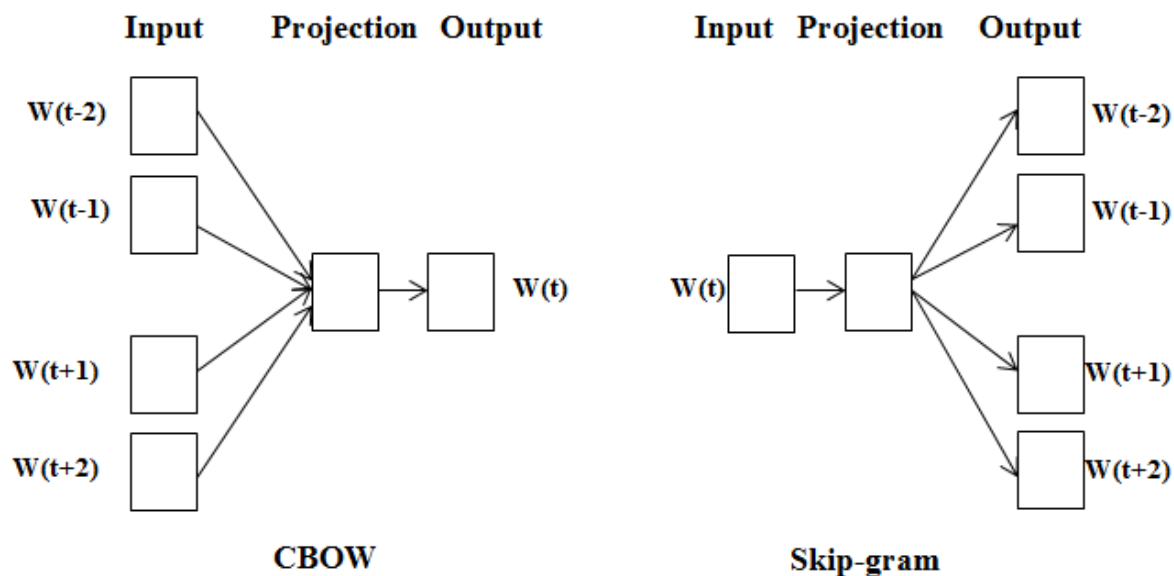 Input Projection Output
W(t-2)
W(t-1)
W(t)
W(t+1)
W(t+2)
CBOW
Input Projection Output
W(t-2)
W(t-1)
W(t)
W(t+1)
W(t+2)
Skip-gram